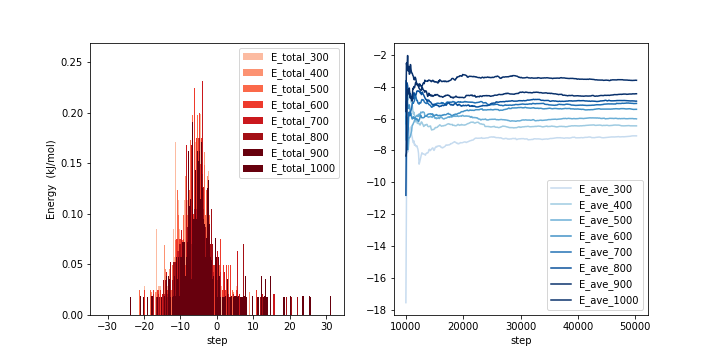 0.25
0.20
0.15
0.10
0.05
0.00
Energy (kJ/mol)
−30 −20 −10 0 10 20 30
step
E_total_300
E_total_400
E_total_500
E_total_600
E_total_700
E_total_800
E_total_900
E_total_1000
−2
−4
−6
−8
−10
−12
−14
−16
−18
10000 20000 30000 40000 50000
step
E_ave_300
E_ave_400
E_ave_500
E_ave_600
E_ave_700
E_ave_800
E_ave_900
E_ave_1000